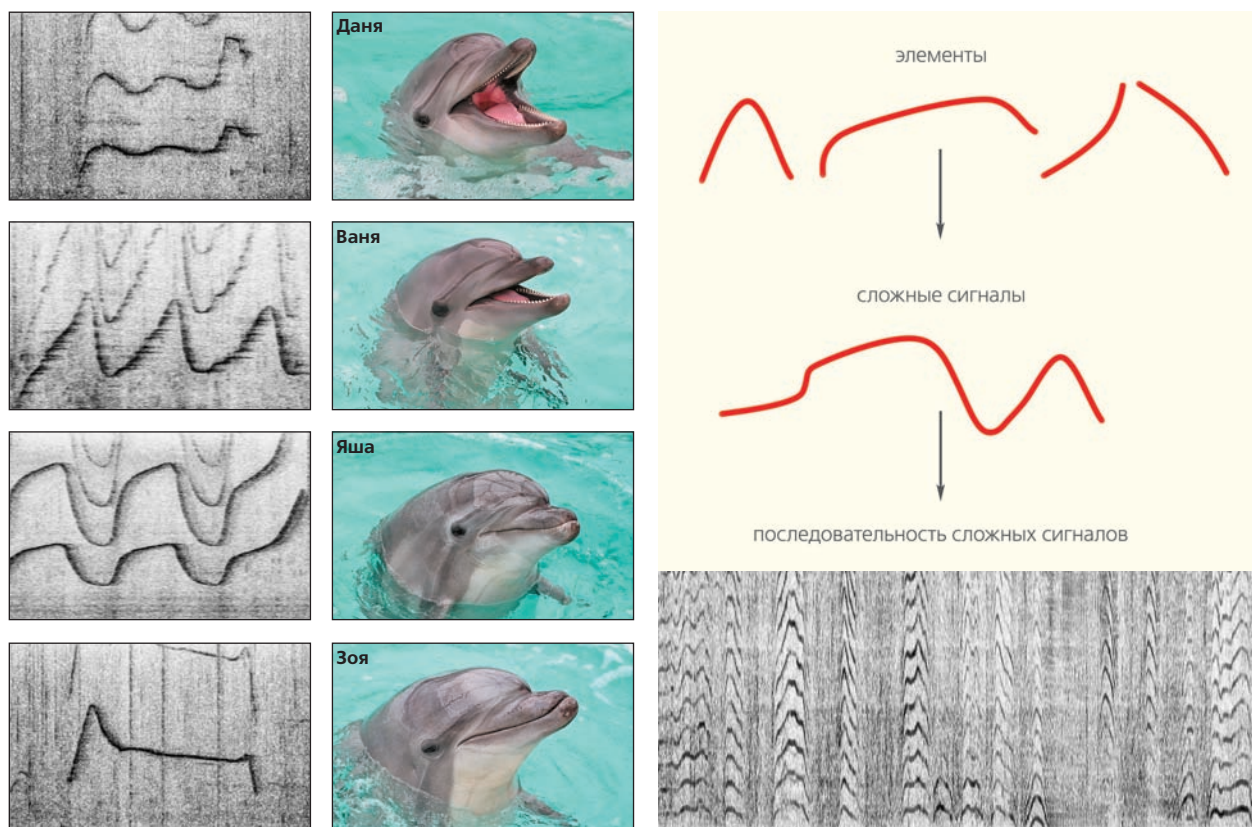 Даня
Ваня
Яша
Зоя
элементы
сложные сигналы
последовательность сложных сигналов